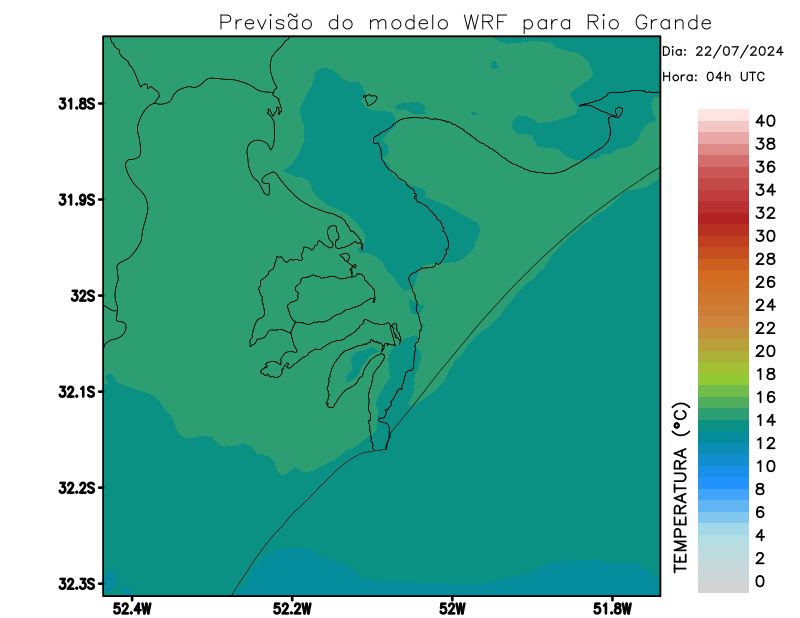 Previsão do modelo WRF para Rio Grande
Dia: 22/07/2024
Hora: 04h UTC
31.8S
31.9S
32S
32.1S
32.2S
32.3S
52.4W
52.2W
52W
51.8W
TEMPERATURA (°C)
40
38
36
34
32
30
28
26
24
22
20
18
16
14
12
10
8
6
4
2
0